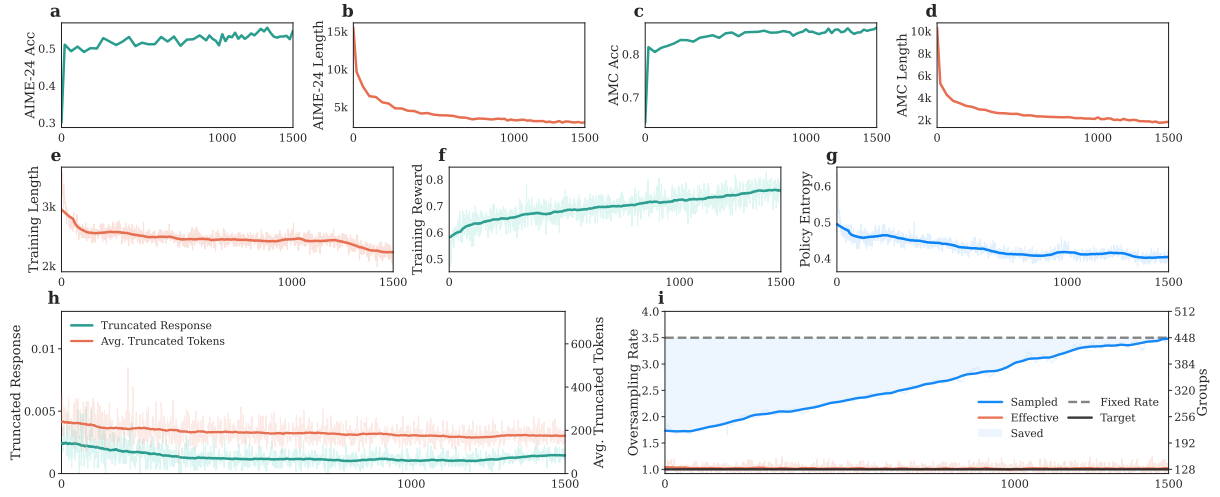 a
AIME-24 Acc
0.5
0.4
0.3
0
1000
1500
b
AIME-24 Length
15k
10k
5k
0
1000
1500
c
AMC Acc
0.8
0.7
0
1000
1500
d
AMC Length
10k
8k
6k
4k
2k
0
1000
1500
e
Training Length
3k
2k
0
1000
1500
f
Training Reward
0.8
0.7
0.6
0.5
0
1000
1500
g
Policy Entropy
0.6
0.5
0.4
0
1000
1500
h
Truncated Response
0.01
0.005
0
Truncated Response
Avg. Truncated Tokens
600
400
200
0
Avg. Truncated Tokens
0
1000
1500
i
Oversampling Rate
4.0
3.5
3.0
2.5
2.0
1.5
1.0
Sampled
Effective
Saved
Fixed Rate
Target
512
448
384
320
256
192
128
Groups
0
1000
1500